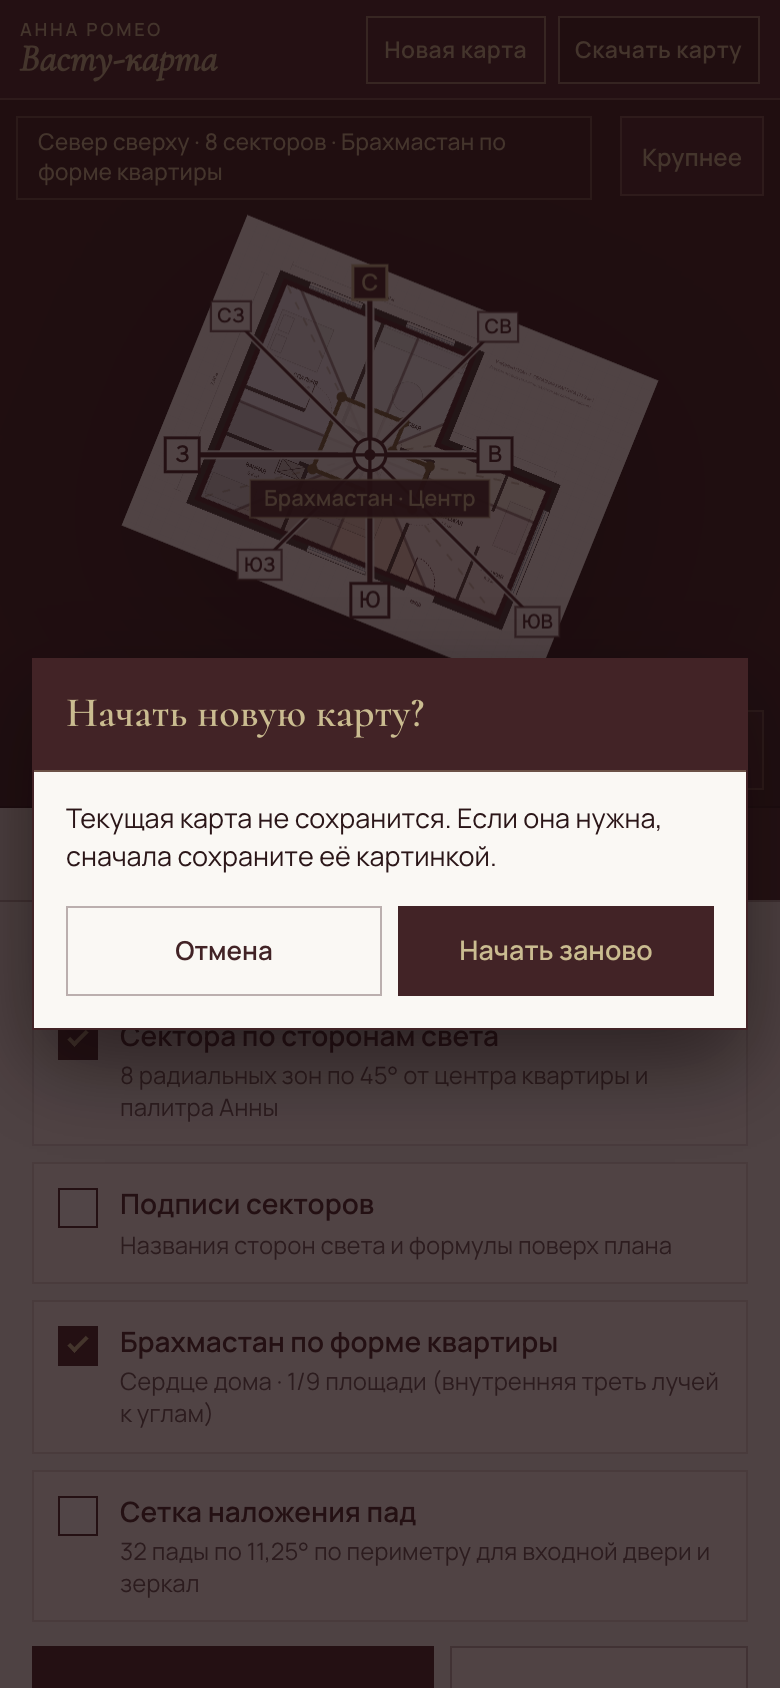 АННА РОМЕО
Васту-карта
Новая карта
Скачать карту
Север сверху · 8 секторов · Брахмастан по
форме квартиры
Крупнее
С
СЗ
СВ
З
В
Брахмастан · Центр
ЮЗ
Ю
ЮВ
Начать новую карту?
Текущая карта не сохранится. Если она нужна,
сначала сохраните её картинкой.
Отмена
Начать заново
Сектора по сторонам света
8 радиальных зон по 45° от центра квартиры и
палитра Анны
Подписи секторов
Названия сторон света и формулы поверх плана
Брахмастан по форме квартиры
Сердце дома · 1/9 площади (внутренняя треть лучей
к углам)
Сетка наложения пад
32 пады по 11,25° по периметру для входной двери и
зеркал